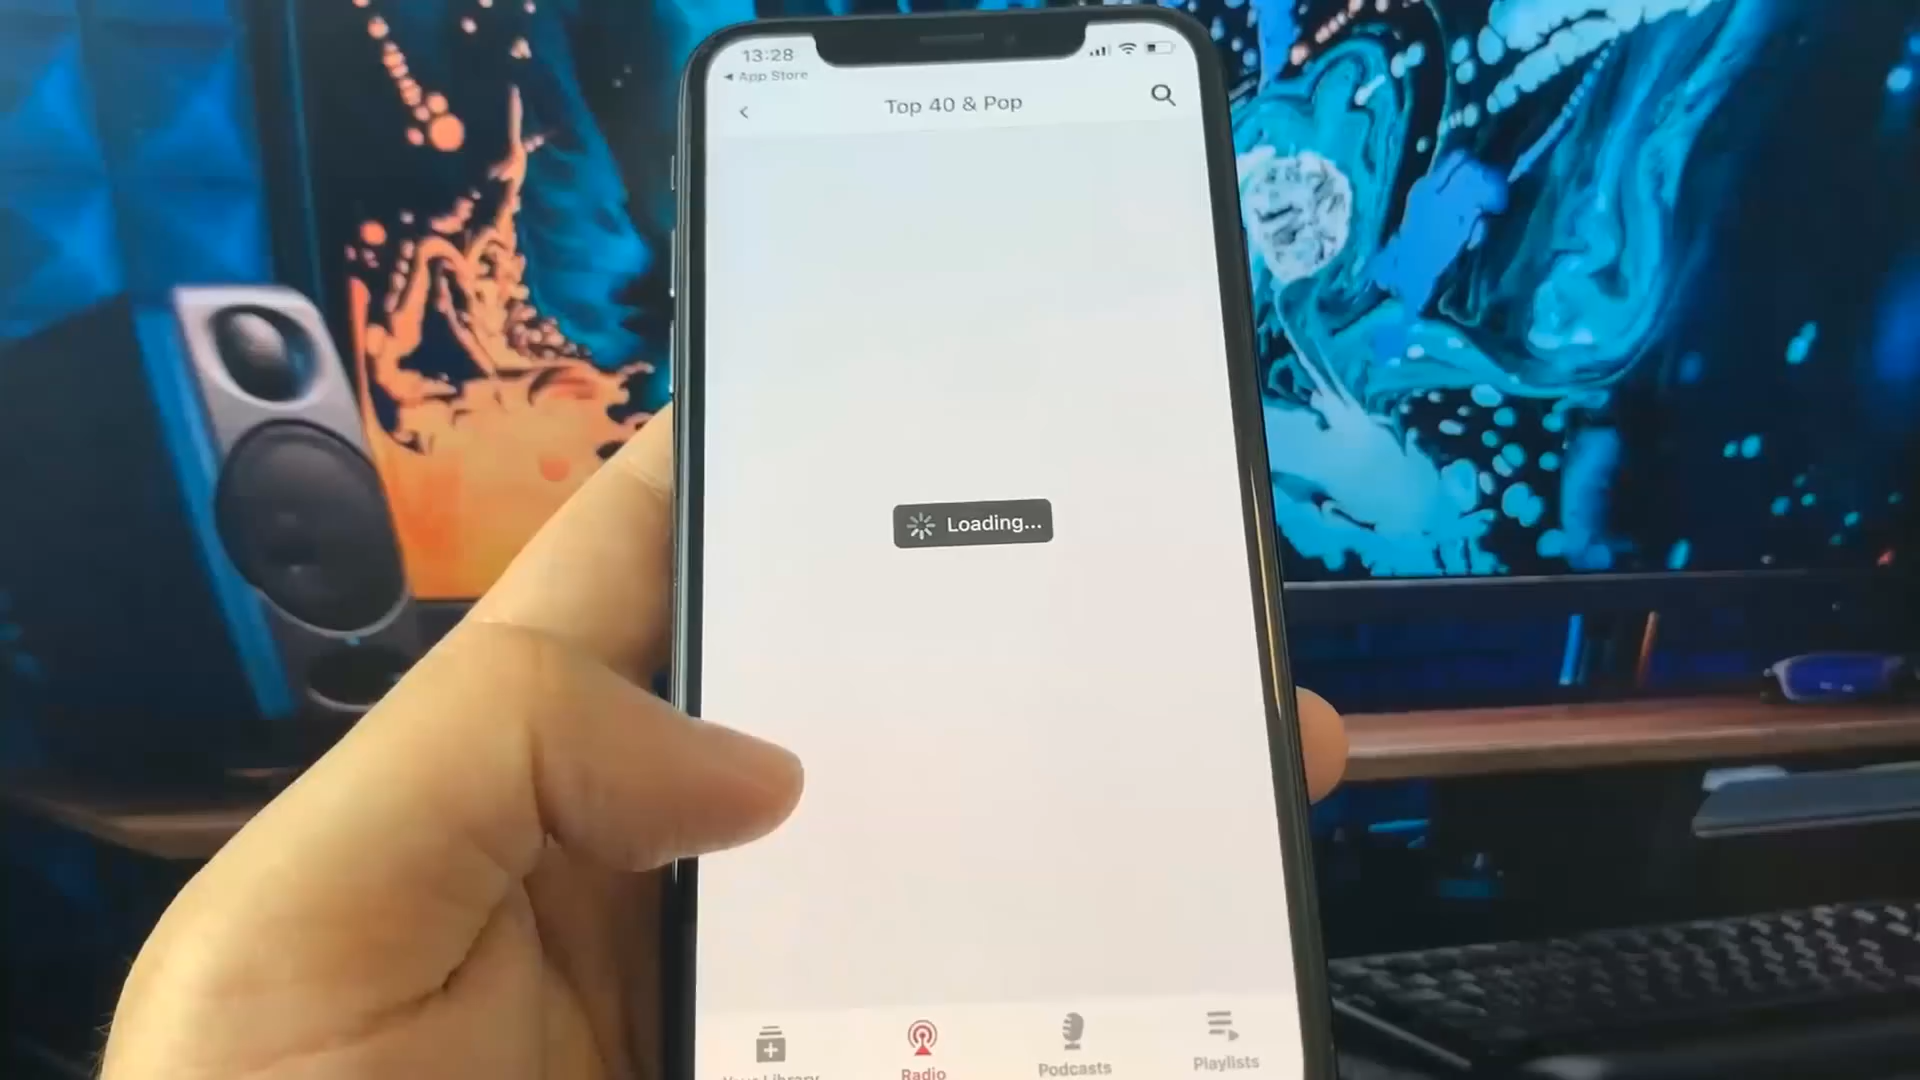 13:28
◀ App Store
Top 40 & Pop
Loading...
Your Library
Radio
Podcasts
Playlists